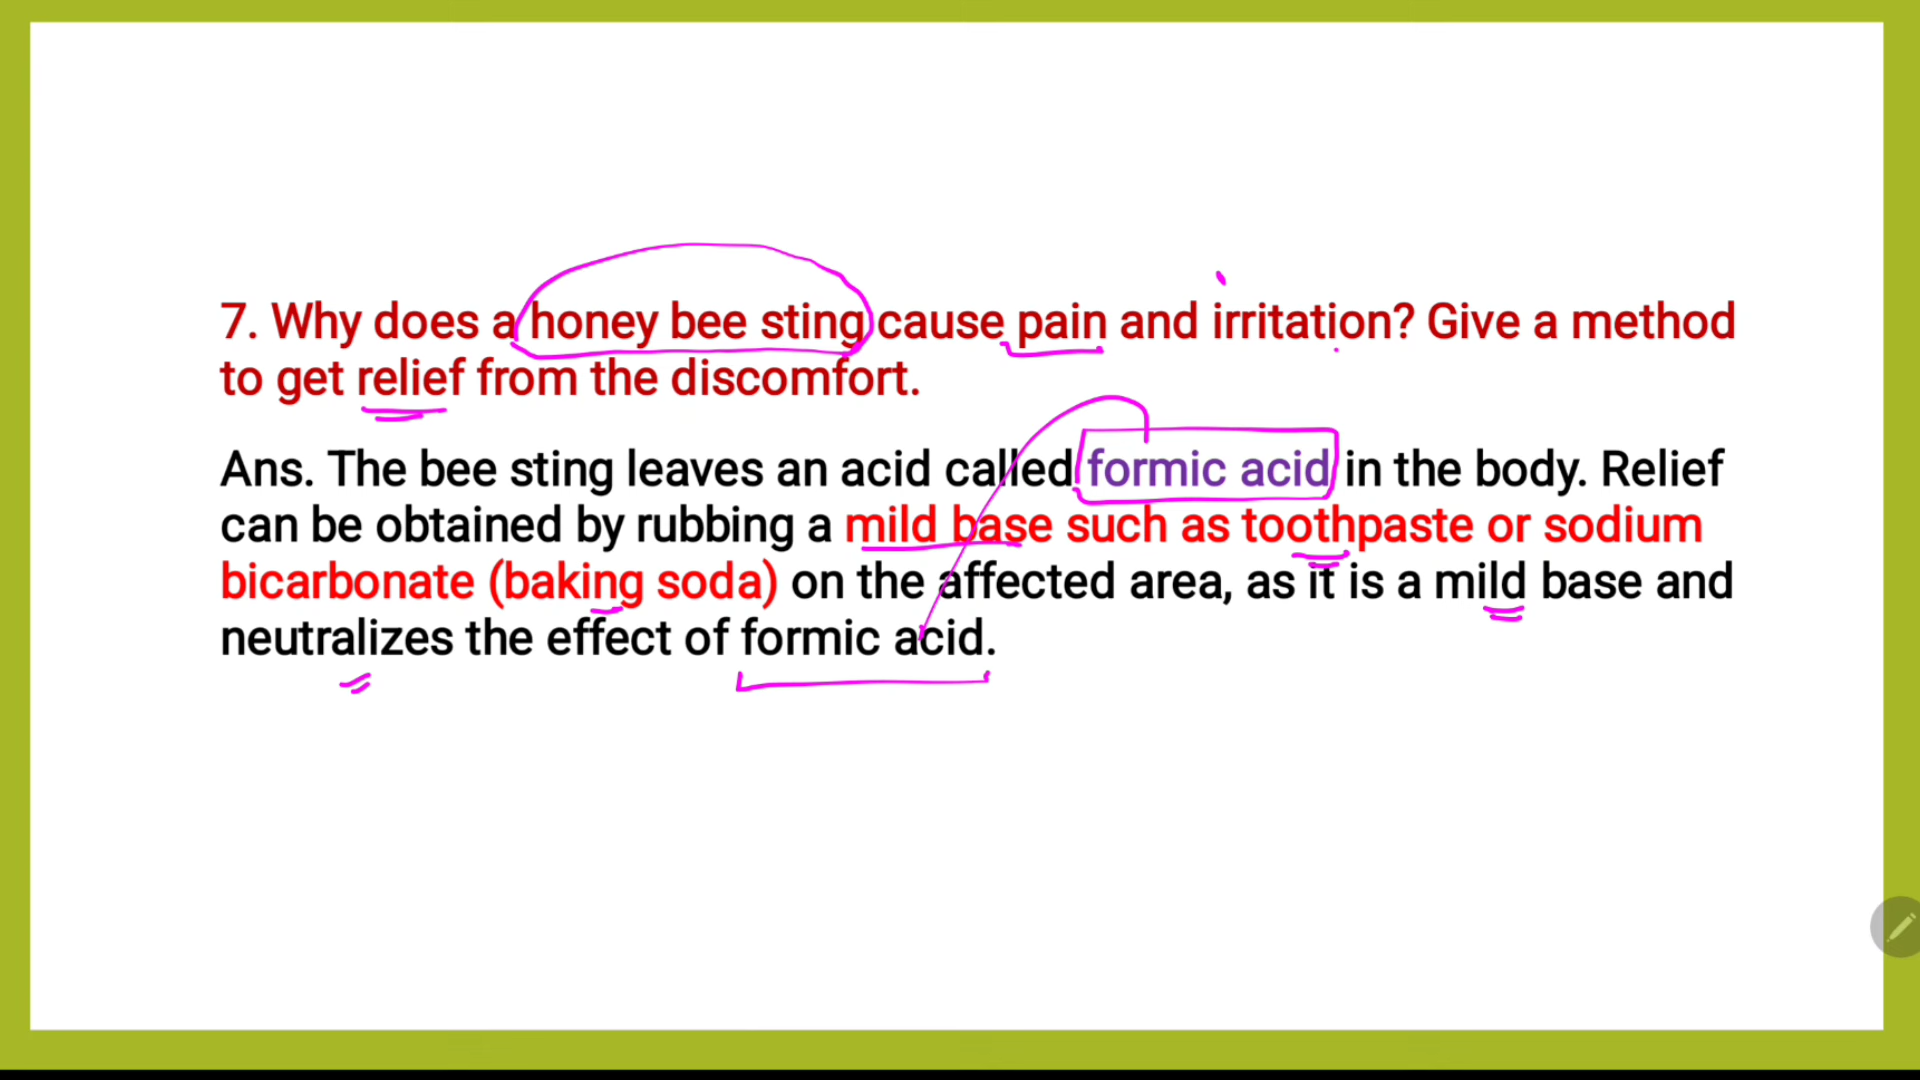 7. Why does a honey bee sting cause pain and irritation? Give a method
to get relief from the discomfort.
Ans. The bee sting leaves an acid called formic acid in the body. Relief
can be obtained by rubbing a mild base such as toothpaste or sodium
bicarbonate (baking soda) on the affected area, as it is a mild base and
neutralizes the effect of formic acid.